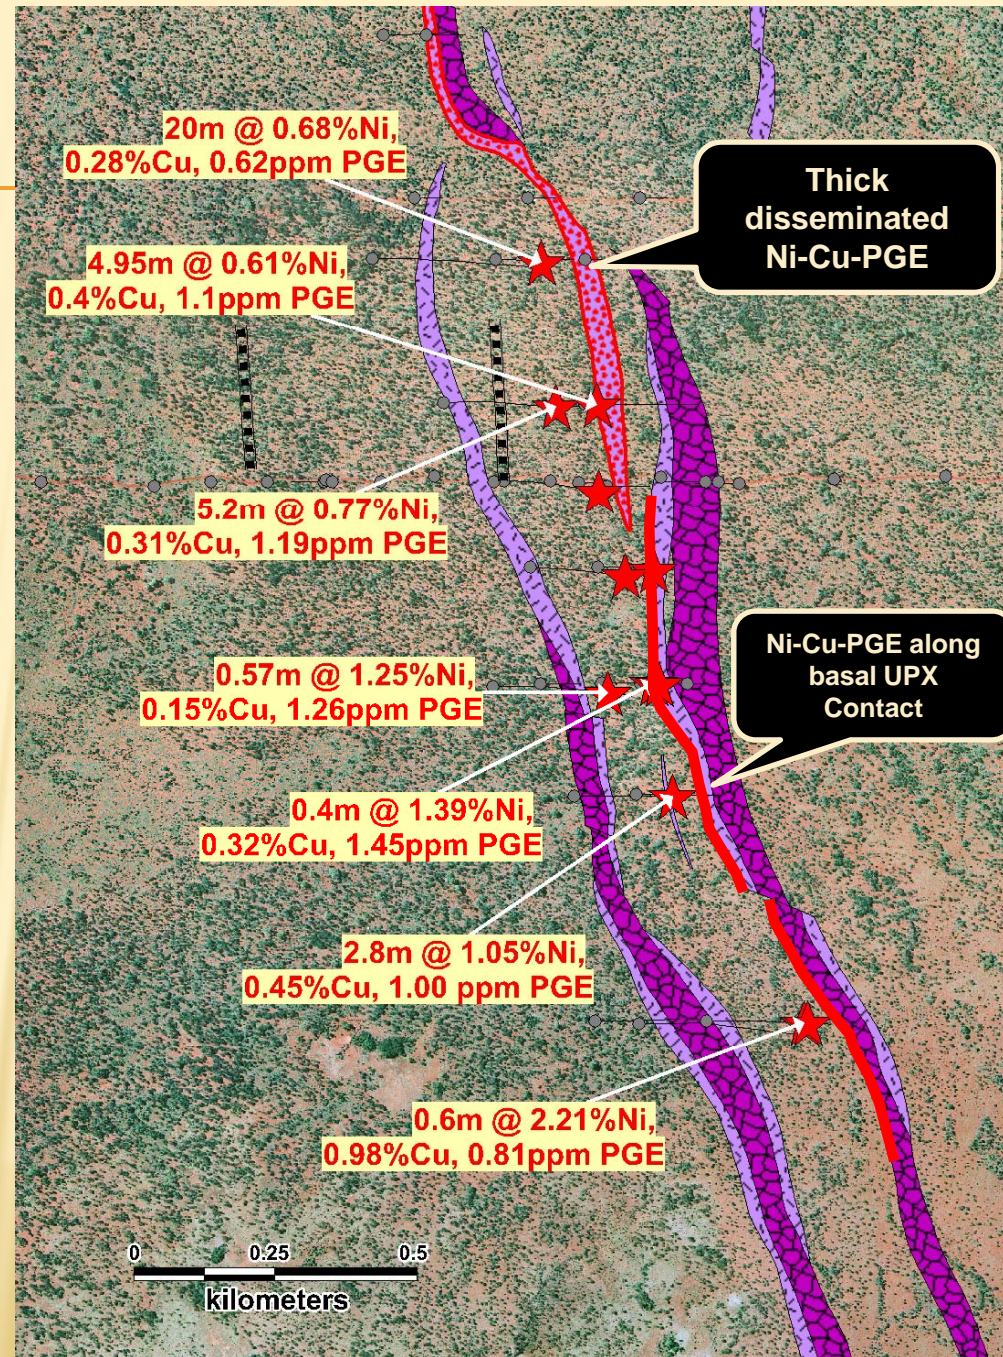 20m @ 0.68%Ni,
0.28%Cu, 0.62ppm PGE
Thick
disseminated
Ni-Cu-PGE
4.95m @ 0.61%Ni,
0.4%Cu, 1.1ppm PGE
5.2m @ 0.77%Ni,
0.31%Cu, 1.19ppm PGE
Ni-Cu-PGE along
basal UPX
Contact
0.57m @ 1.25%Ni,
0.15%Cu, 1.26ppm PGE
0.4m @ 1.39%Ni,
0.32%Cu, 1.45ppm PGE
2.8m @ 1.05%Ni,
0.45%Cu, 1.00 ppm PGE
0.6m @ 2.21%Ni,
0.98%Cu, 0.81ppm PGE
0 0.25 0.5
kilometers